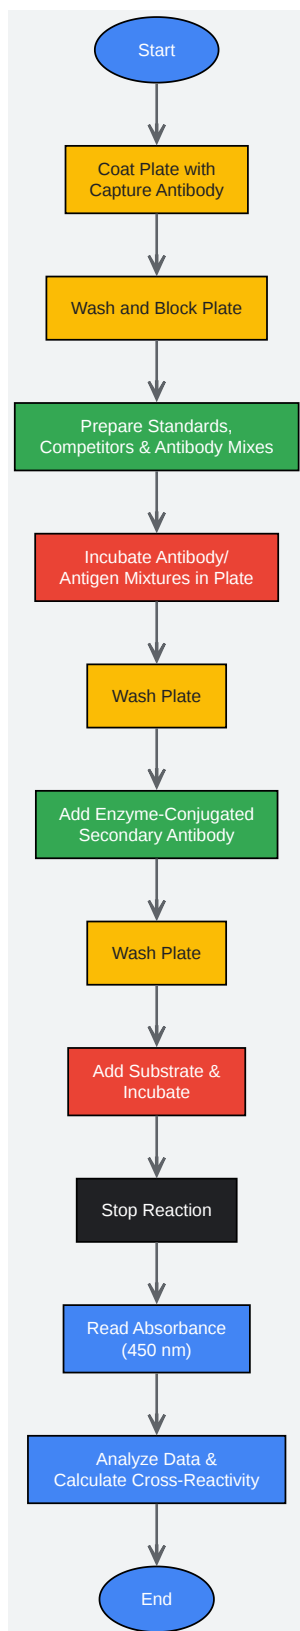 Start
Coat Plate with
Capture Antibody
Wash and Block Plate
Prepare Standards,
Competitors & Antibody Mixes
Incubate Antibody/
Antigen Mixtures in Plate
Wash Plate
Add Enzyme-Conjugated
Secondary Antibody
Wash Plate
Add Substrate &
Incubate
Stop Reaction
Read Absorbance
(450 nm)
Analyze Data &
Calculate Cross-Reactivity
End